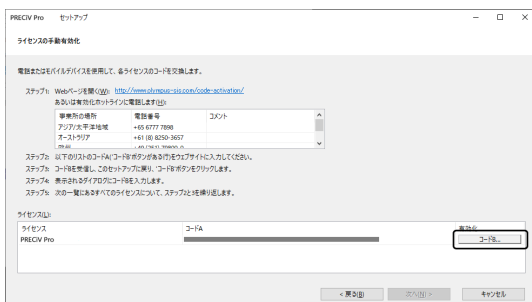 PRECiV Pro セットアップ
ライセンスの手動有効化
電話またはモバイルデバイスを使用して、各ライセンスのコードを交換します。
ステップ1: Webページを開く(W): http://www.olympus-sis.com/code-activation/
あるいは有効化ホットラインに電話します(H):
事業所の場所 電話番号 コメント
アジア/太平洋地域 +65 6777 7898
オーストラリア +61 (8) 8250-3657
ステップ2: 以下のリストのコードA('コードB'ボタンがある行)をウェブサイトに入力してください。
ステップ3: コードBを受信し、このセットアップに戻り、'コードB'ボタンをクリックします。
ステップ4: 表示されるダイアログにコードBを入力します。
ステップ5: 次の一覧にあるすべてのライセンスについて、ステップ2と3を繰り返します。
ライセンス(L):
ライセンス コードA 有効化
PRECiV Pro コードB...
< 戻る(B) 次へ(N) > キャンセル